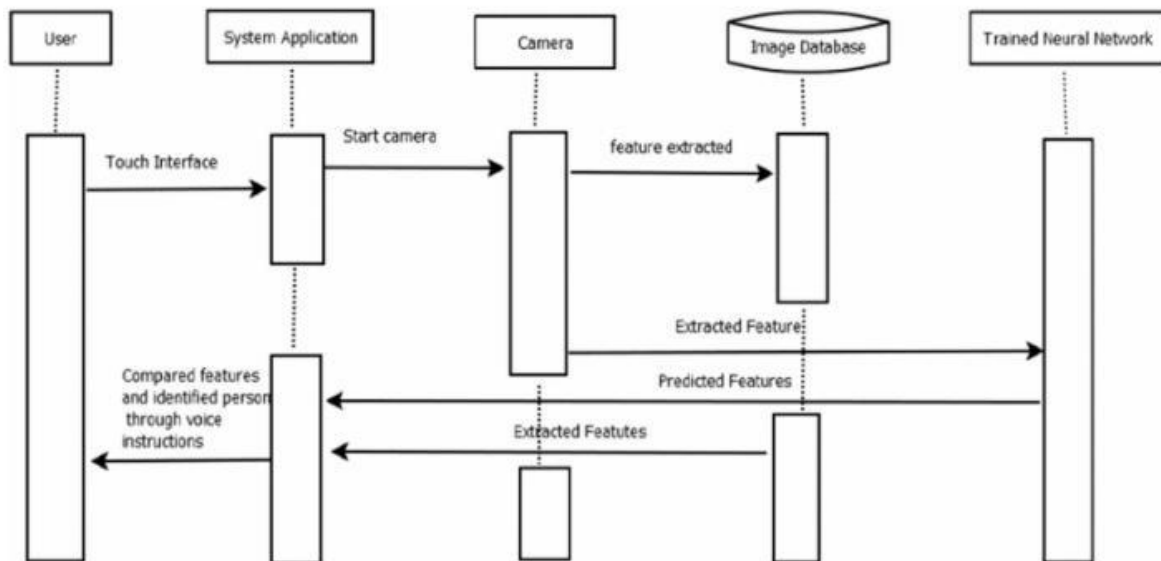 User
System Application
Camera
Image Database
Trained Neural Network
Touch Interface
Start camera
feature extracted
Extracted Feature
Predicted Features
Extracted Featutes
Compared features
and identified person
through voice
instructions